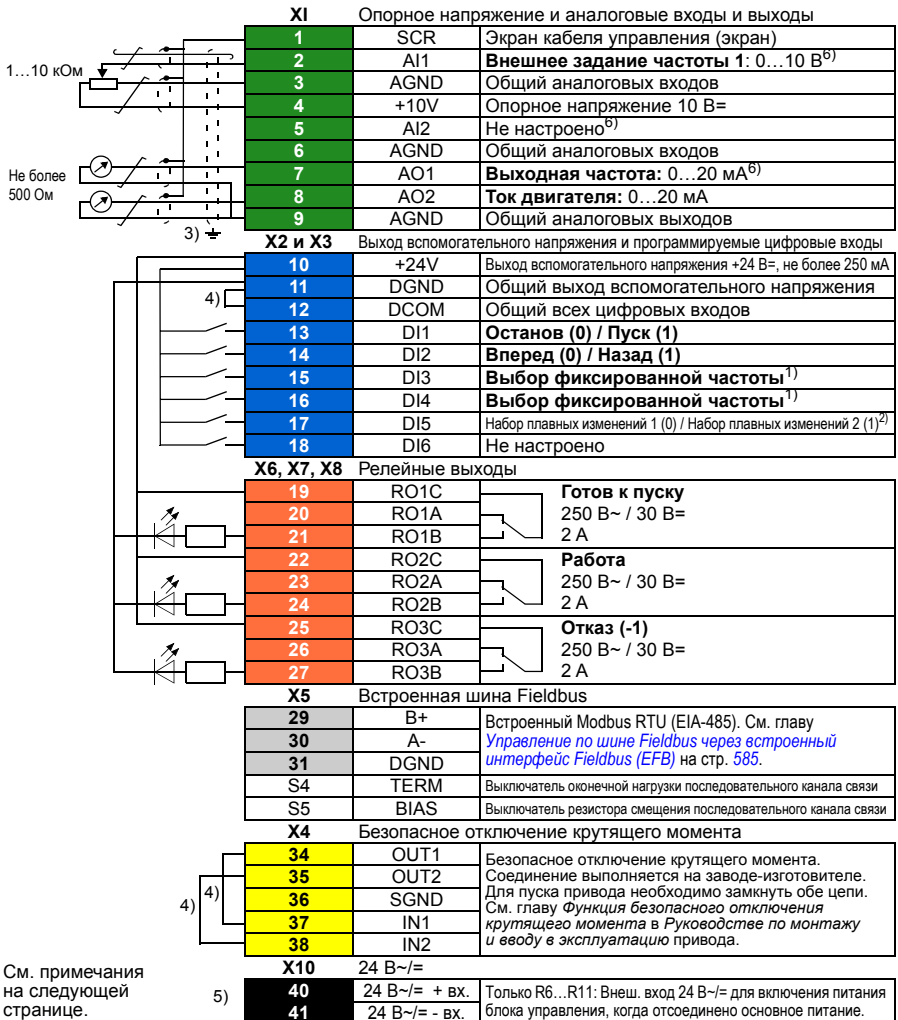 XI Опорное напряжение и аналоговые входы и выходы
1 SCR Экран кабеля управления (экран)
2 AI1 Внешнее задание частоты 1: 0…10 В6)
1…10 кОм
3 AGND Общий аналоговых входов
4 +10V Опорное напряжение 10 В=
5 AI2 Не настроено6)
6 AGND Общий аналоговых входов
7 AO1 Выходная частота: 0…20 мА6)
Не более
500 Ом
8 AO2 Ток двигателя: 0…20 мА
9 AGND Общий аналоговых выходов
3)
X2 и X3 Выход вспомогательного напряжения и программируемые цифровые входы
10 +24V Выход вспомогательного напряжения +24 В=, не более 250 мА
11 DGND Общий выход вспомогательного напряжения
4)
12 DCOM Общий всех цифровых входов
13 DI1 Останов (0) / Пуск (1)
14 DI2 Вперед (0) / Назад (1)
15 DI3 Выбор фиксированной частоты1)
16 DI4 Выбор фиксированной частоты1)
17 DI5 Набор плавных изменений 1 (0) / Набор плавных изменений 2 (1)2)
18 DI6 Не настроено
X6, X7, X8 Релейные выходы
19 RO1C Готов к пуску
20 RO1A 250 В~ / 30 В=
21 RO1B 2 А
22 RO2C Работа
23 RO2A 250 В~ / 30 В=
24 RO2B 2 А
25 RO3C Отказ (-1)
26 RO3A 250 В~ / 30 В=
27 RO3B 2 А
X5 Встроенная шина Fieldbus
29 B+ Встроенный Modbus RTU (EIA-485). См. главу
30 A- Управление по шине Fieldbus через встроенный
31 DGND интерфейс Fieldbus (EFB) на стр. 585.
S4 TERM Выключатель оконечной нагрузки последовательного канала связи
S5 BIAS Выключатель резистора смещения последовательного канала связи
X4 Безопасное отключение крутящего момента
34 OUT1
35 OUT2
36 SGND
37 IN1
38 IN2
Безопасное отключение крутящего момента.
Соединение выполняется на заводе-изготовителе.
Для пуска привода необходимо замкнуть обе цепи.
См. главу Функция безопасного отключения
крутящего момента в Руководстве по монтажу
и вводу в эксплуатацию привода.
4)
4)
X10 24 В~/=
40 24 В~/= + вх. Только R6…R11: Внеш. вход 24 В~/= для включения питания
41 24 В~/= - вх. блока управления, когда отсоединено основное питание.
5)
См. примечания
на следующей
странице.